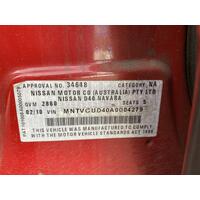 APPROVAL NO. 34648 CATEGORY NA
NISSAN MOTOR CO (AUSTRALIA) PTY LTD
NISSAN D40 NAVARA
GVM 2860 SEATS 5
02/10 VIN MNTVCUD40A0004279
THIS VEHICLE WAS MANUFACTURED TO COMPLY
WITH THE MOTOR VEHICLE STANDARDS ACT
1989